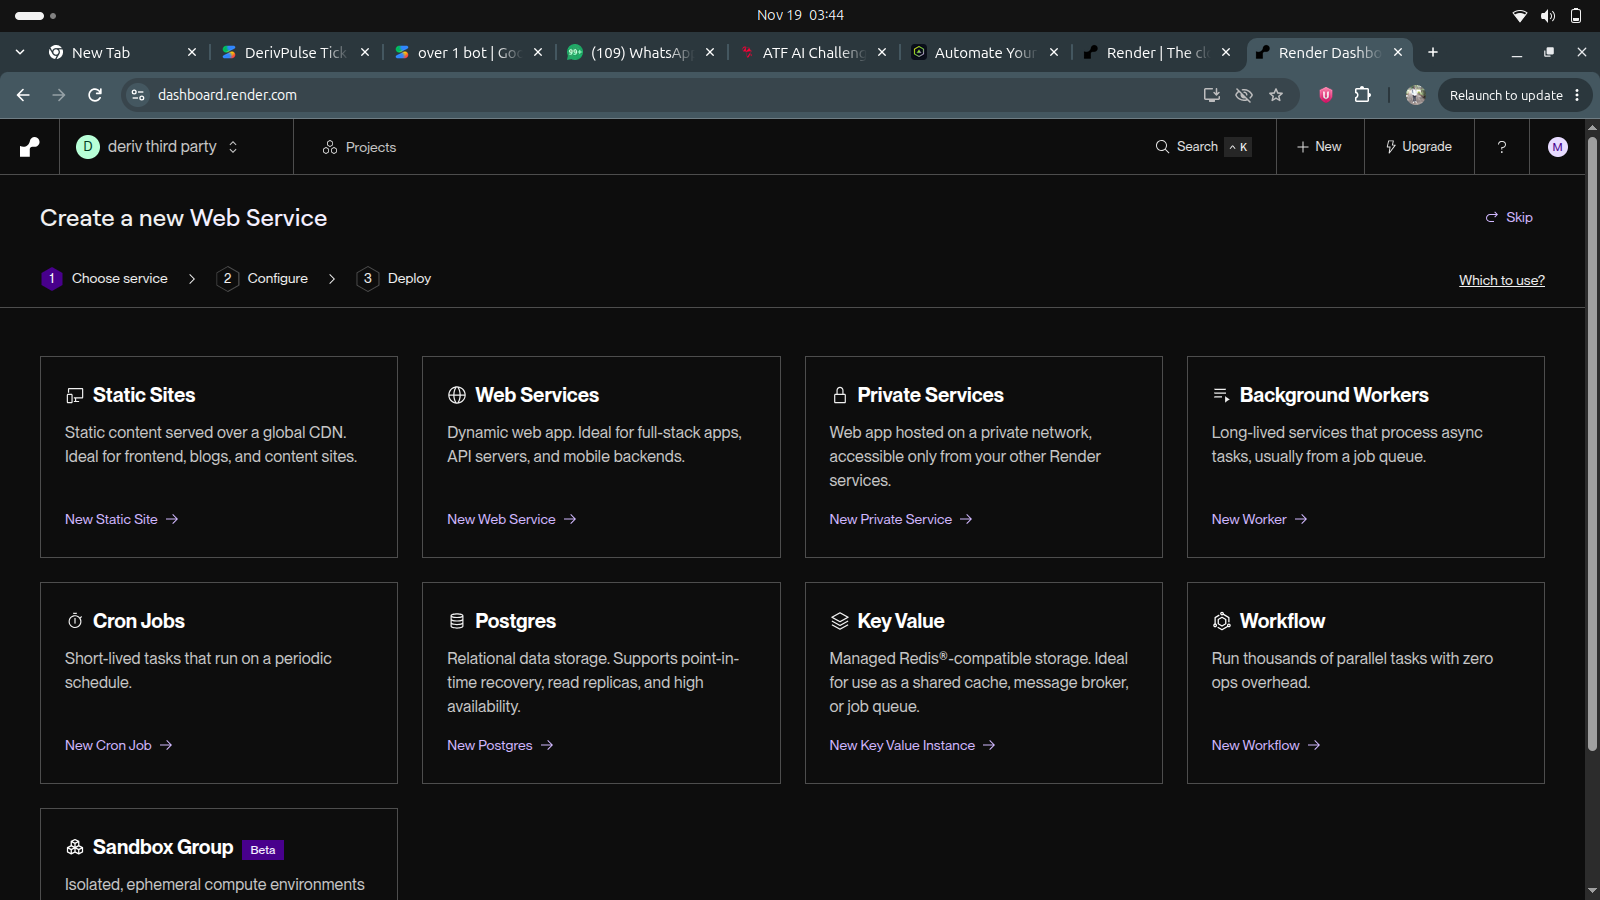 Nov 19 03:44
New Tab
DerivPulse Tick
over 1 bot | Goo
99+
(109) WhatsApp
ATF AI Challeng
Automate Your
Render | The cl
Render Dashbo
dashboard.render.com
Relaunch to update
D
deriv third party
Projects
Search
K
New
Upgrade
?
M
Create a new Web Service
Skip
1 Choose service
2 Configure
3 Deploy
Which to use?
Static Sites
Static content served over a global CDN.
Ideal for frontend, blogs, and content sites.
New Static Site
Web Services
Dynamic web app. Ideal for full-stack apps,
API servers, and mobile backends.
New Web Service
Private Services
Web app hosted on a private network,
accessible only from your other Render
services.
New Private Service
Background Workers
Long-lived services that process async
tasks, usually from a job queue.
New Worker
Cron Jobs
Short-lived tasks that run on a periodic
schedule.
New Cron Job
Postgres
Relational data storage. Supports point-in-
time recovery, read replicas, and high
availability.
New Postgres
Key Value
Managed Redis®-compatible storage. Ideal
for use as a shared cache, message broker,
or job queue.
New Key Value Instance
Workflow
Run thousands of parallel tasks with zero
ops overhead.
New Workflow
Sandbox Group Beta
Isolated, ephemeral compute environments